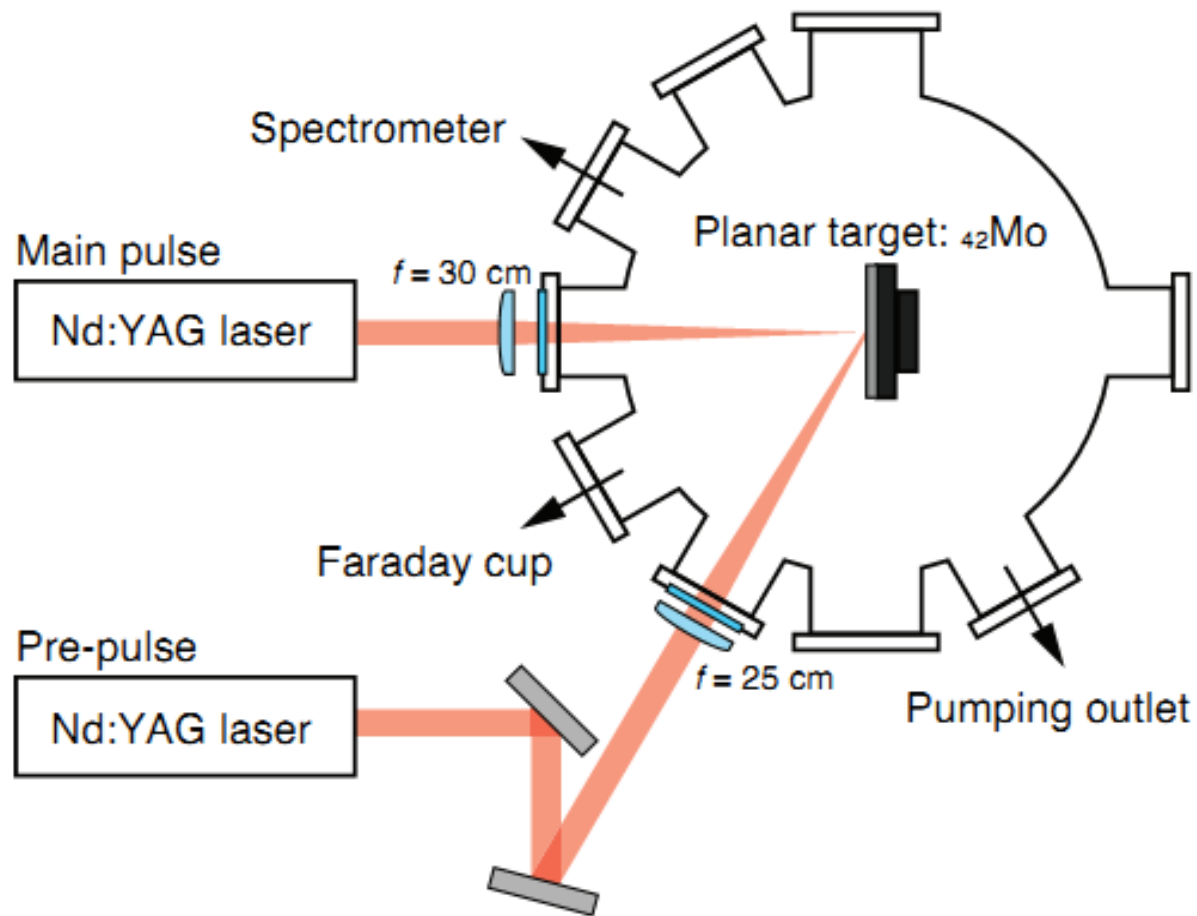 Spectrometer
Main pulse
Nd:YAG laser
f = 30 cm
Planar target: ₄₂Mo
Faraday cup
Pre-pulse
Nd:YAG laser
f = 25 cm
Pumping outlet